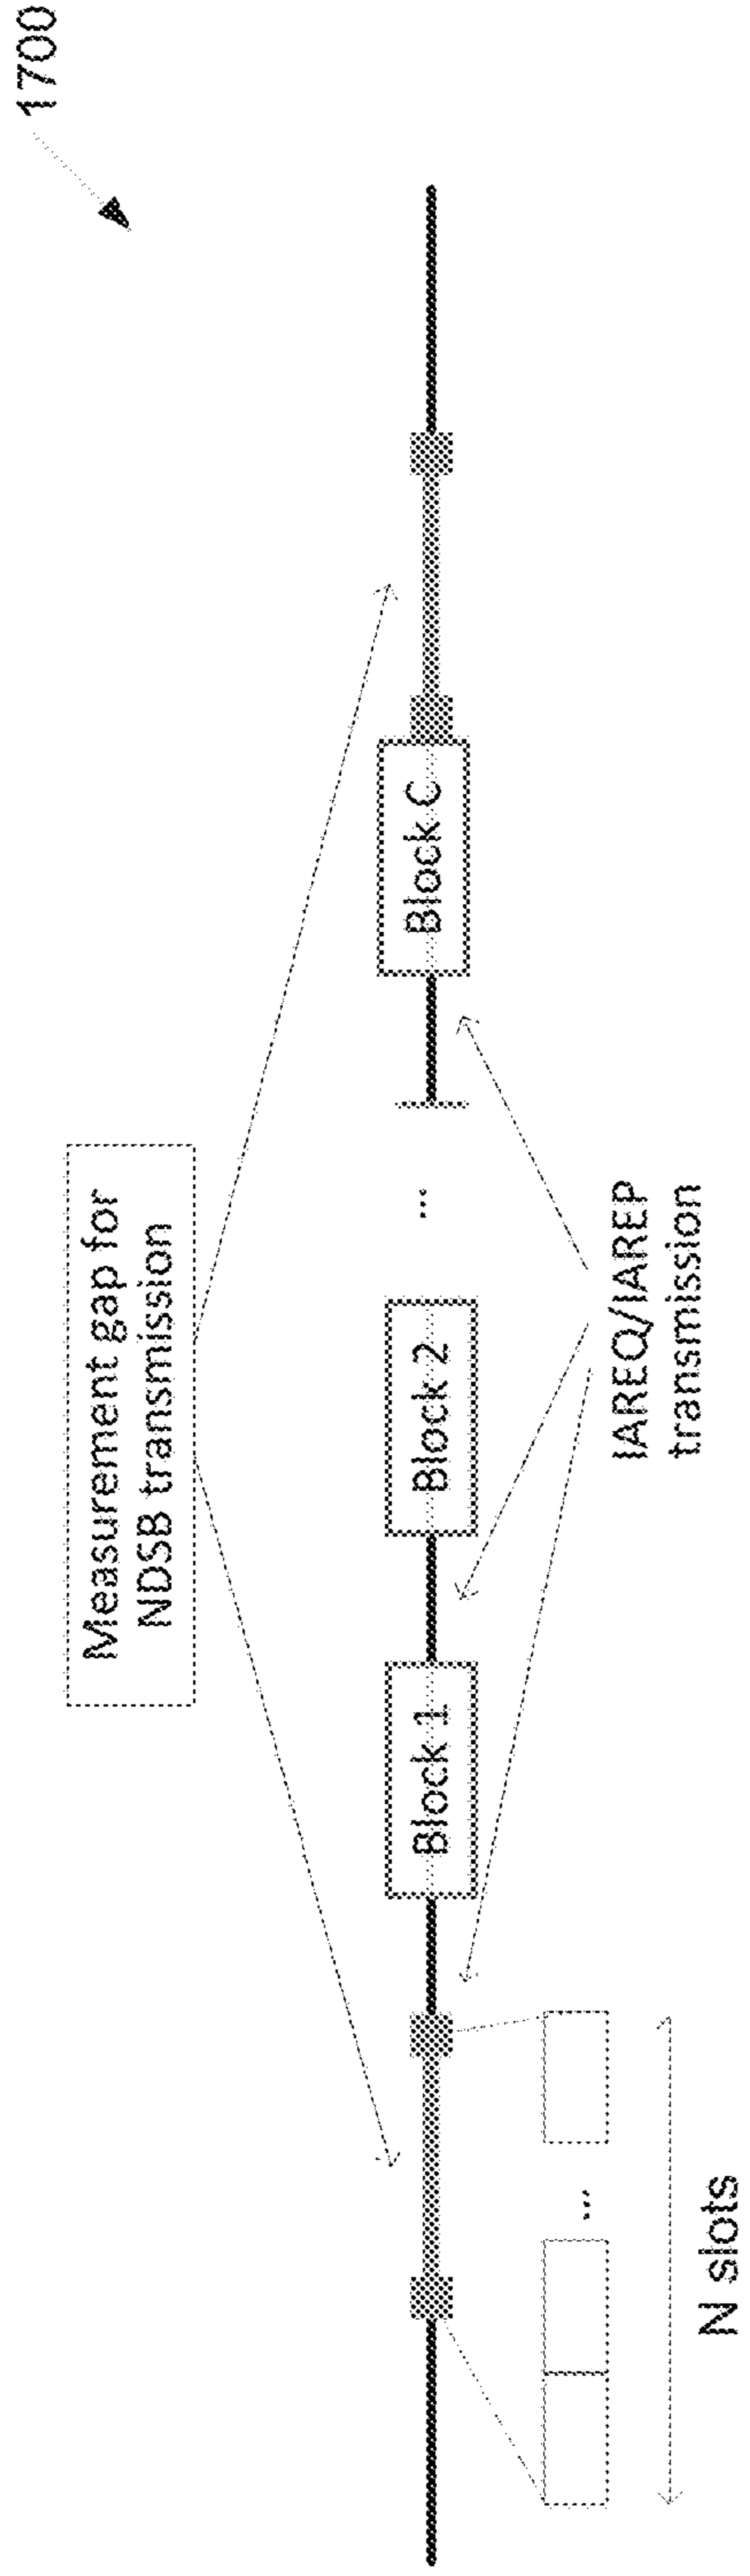 1700
Measurement gap for
NDSB transmission
Block 1
Block 2
...
Block C
...
N slots
IAREQ/IAREP
transmission